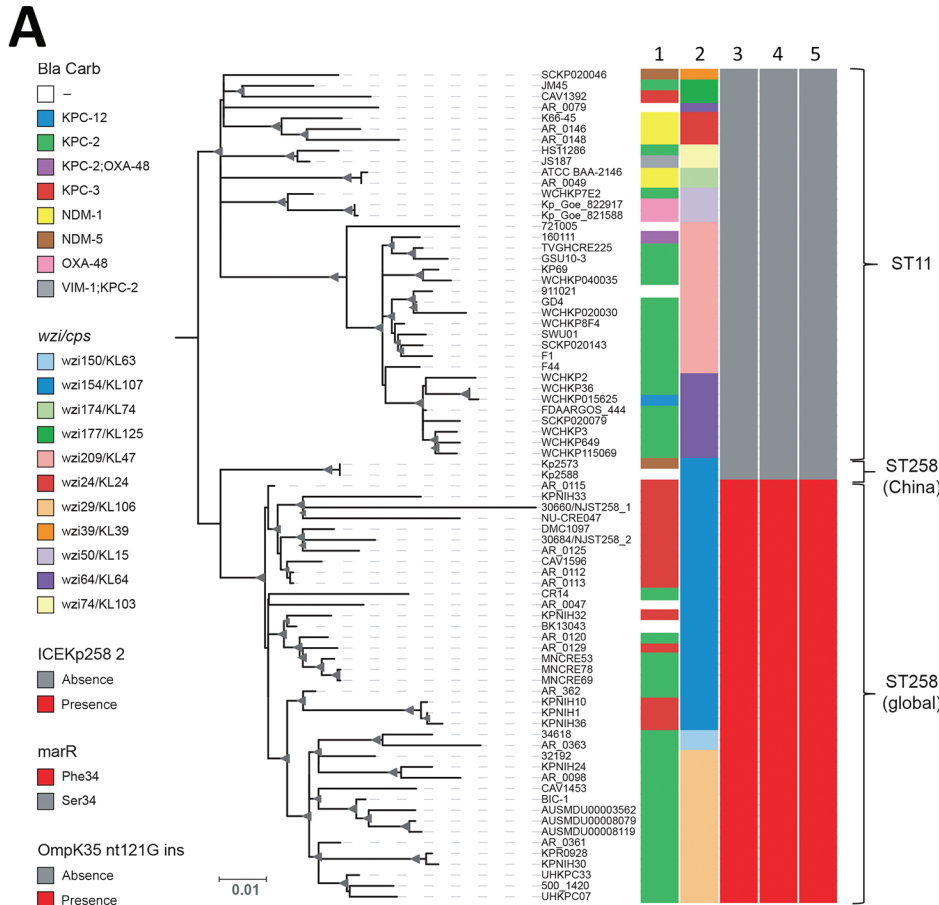 A
Bla Carb
–
KPC-12
KPC-2
KPC-2;OXA-48
KPC-3
NDM-1
NDM-5
OXA-48
VIM-1;KPC-2
wzi/cps
wzi150/KL63
wzi154/KL107
wzi174/KL74
wzi177/KL125
wzi209/KL47
wzi24/KL24
wzi29/KL106
wzi39/KL39
wzi50/KL15
wzi64/KL64
wzi74/KL103
ICEKp258 2
Absence
Presence
marR
Phe34
Ser34
OmpK35 nt121G ins
Absence
Presence
0.01
SCKP020046
JM45
CAV1392
AR_0079
K66-45
AR_0146
AR_0148
HS11286
JS187
ATCC BAA-2146
AR_0049
WCHKP7E2
Kp_Goe_822917
Kp_Goe_821588
721005
160111
TVGHCRE225
GSU10-3
KP69
WCHKP040035
911021
GD4
WCHKP020030
WCHKP8F4
SWU01
SCKP020143
F1
F44
WCHKP2
WCHKP36
WCHKP015625
FDAARGOS_444
SCKP020079
WCHKP3
WCHKP649
WCHKP115069
Kp2573
Kp2588
AR_0115
KPNIH33
30660/NJST258_1
NU-CRE047
DMC1097
30684/NJST258_2
AR_0125
CAV1596
AR_0112
AR_0113
CR14
AR_0047
KPNIH32
BK13043
AR_0120
AR_0129
MNCRE53
MNCRE78
MNCRE69
AR_362
KPNIH10
KPNIH1
KPNIH36
34618
AR_0363
32192
KPNIH24
AR_0098
CAV1453
BIC-1
AUSMDU00003562
AUSMDU00008079
AUSMDU00008119
AR_0361
KPR0928
KPNIH30
UHKPC33
500_1420
UHKPC07
1 2 3 4 5
ST11
ST258
(China)
ST258
(global)